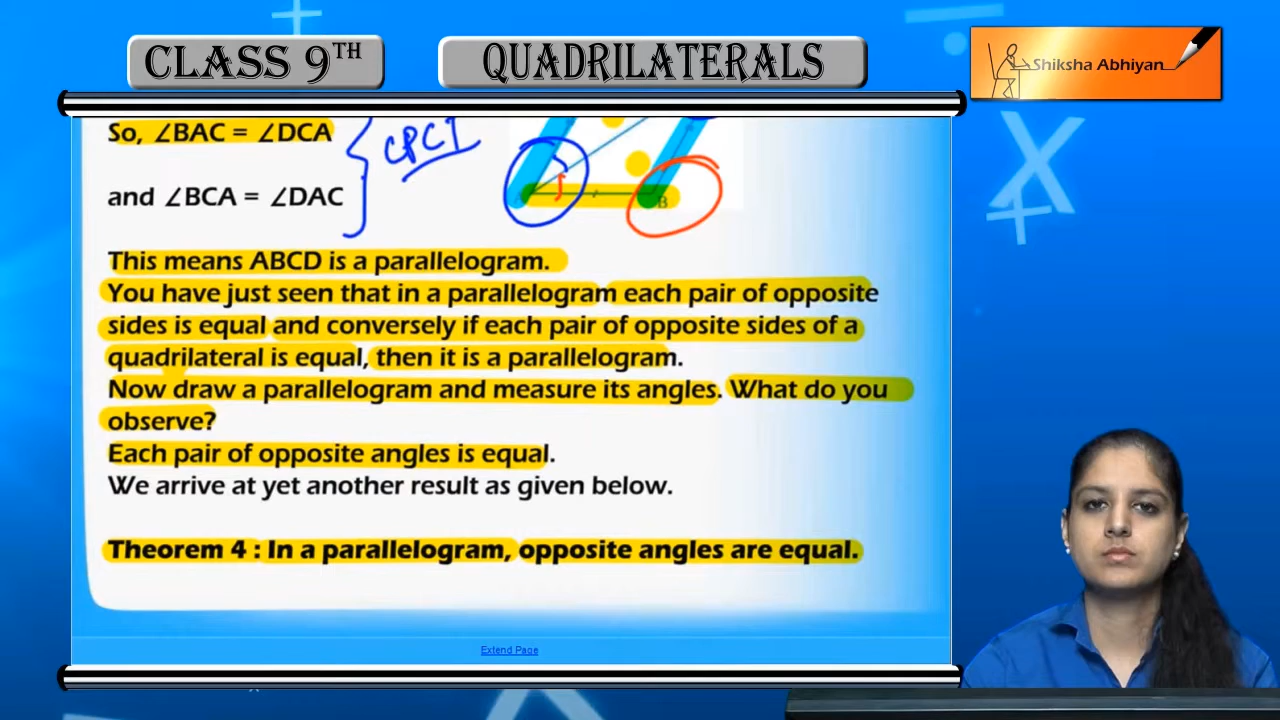 CLASS 9TH
QUADRILATERALS
Shiksha Abhiyan
So, ∠BAC = ∠DCA
CPCT
and ∠BCA = ∠DAC
B
This means ABCD is a parallelogram.
You have just seen that in a parallelogram each pair of opposite
sides is equal and conversely if each pair of opposite sides of a
quadrilateral is equal, then it is a parallelogram.
Now draw a parallelogram and measure its angles. What do you
observe?
Each pair of opposite angles is equal.
We arrive at yet another result as given below.
Theorem 4 : In a parallelogram, opposite angles are equal.
Extend Page